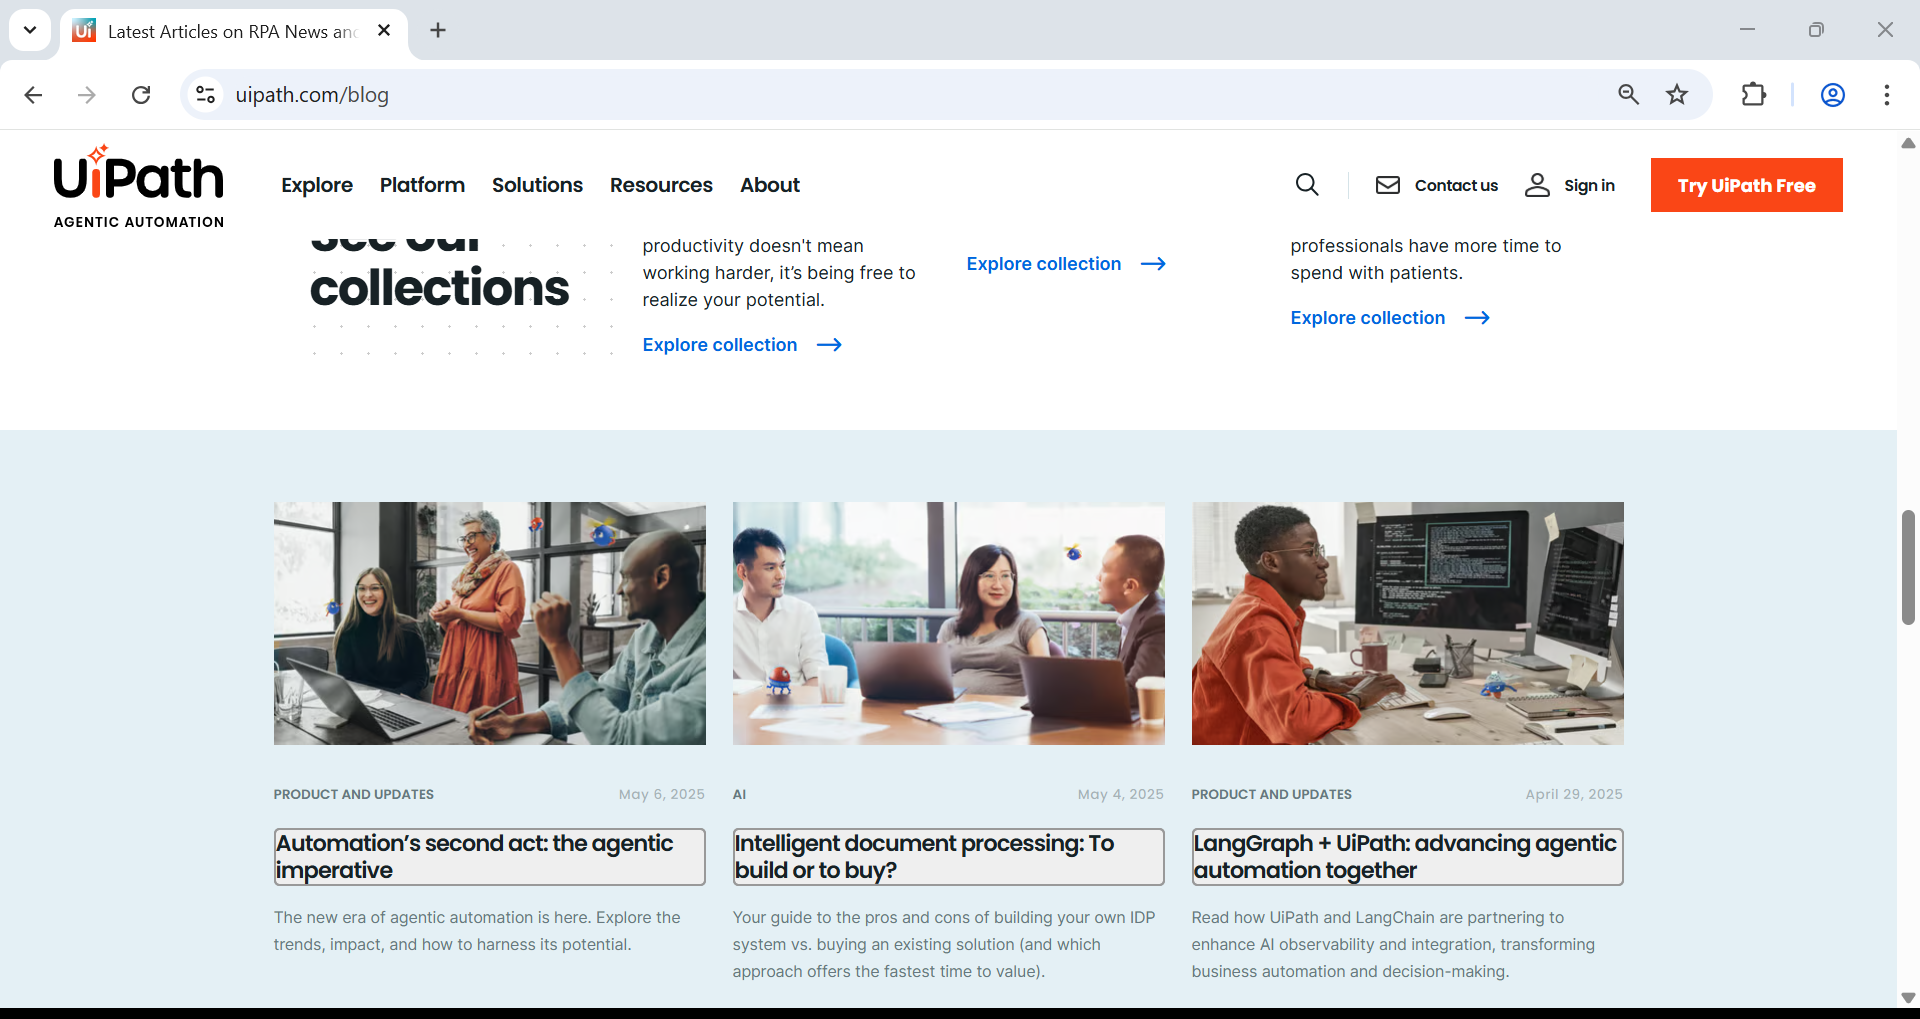 Latest Articles on RPA News and
uipath.com/blog
UiPath
AGENTIC AUTOMATION
Explore
Platform
Solutions
Resources
About
Contact us
Sign in
Try UiPath Free
see our
collections
productivity doesn't mean
working harder, it's being free to
realize your potential.
Explore collection
Explore collection
professionals have more time to
spend with patients.
Explore collection
PRODUCT AND UPDATES
May 6, 2025
Automation's second act: the agentic
imperative
The new era of agentic automation is here. Explore the
trends, impact, and how to harness its potential.
AI
May 4, 2025
Intelligent document processing: To
build or to buy?
Your guide to the pros and cons of building your own IDP
system vs. buying an existing solution (and which
approach offers the fastest time to value).
PRODUCT AND UPDATES
April 29, 2025
LangGraph + UiPath: advancing agentic
automation together
Read how UiPath and LangChain are partnering to
enhance AI observability and integration, transforming
business automation and decision-making.